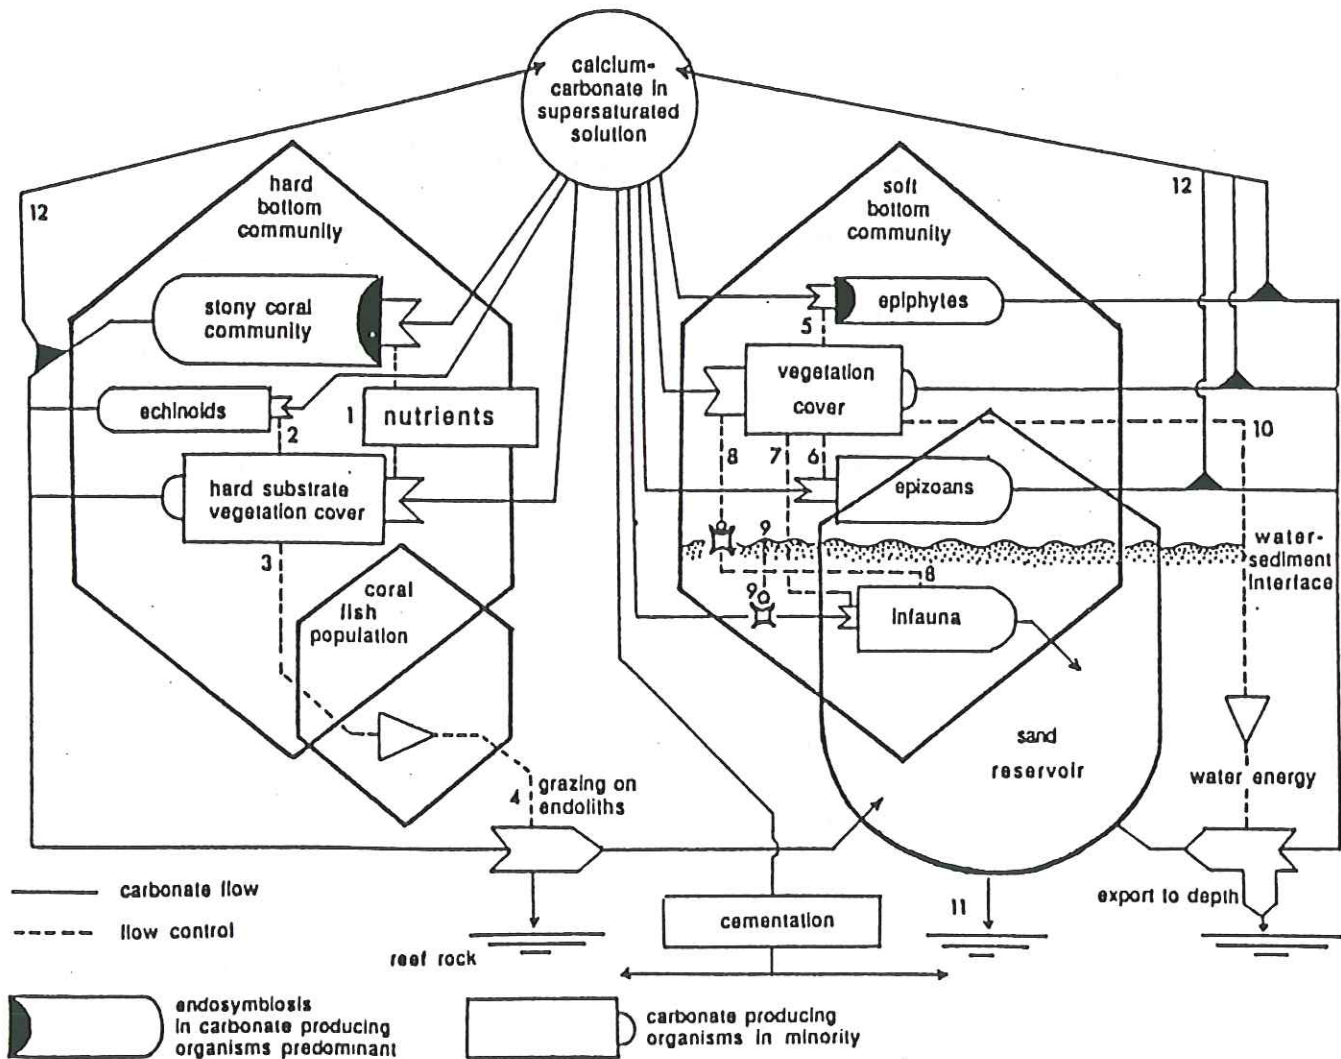 calcium-
carbonate in
supersaturated
solution
12
hard
bottom
community
stony coral
community
echinoids
2
1
nutrients
hard substrate
vegetation cover
3
coral
fish
population
4
grazing on
endoliths
soft
bottom
community
12
epiphytes
5
vegetation
cover
8
7
6
10
epizoans
9
water-
sediment
interface
9
8
infauna
sand
reservoir
water energy
export to depth
11
cementation
reef rock
carbonate flow
flow control
endosymbiosis
in carbonate producing
organisms predominant
carbonate producing
organisms in minority